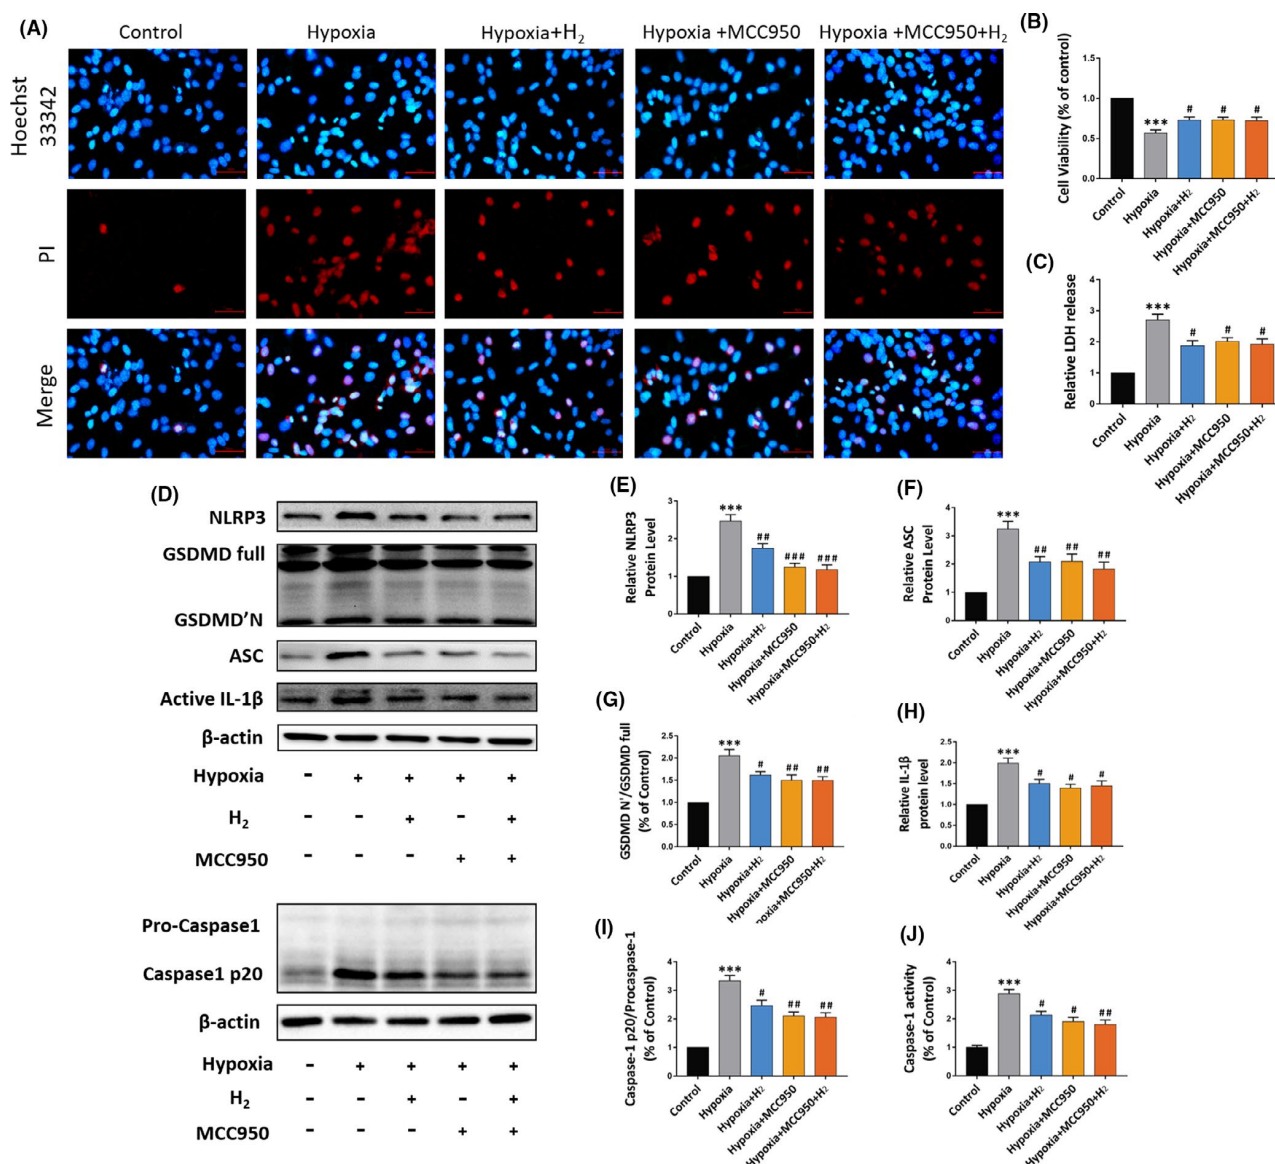 (A)
Control
Hypoxia
Hypoxia+H2
Hypoxia +MCC950
Hypoxia +MCC950+H2
Hoechst
33342
PI
Merge
(B)
Cell Viability (% of control)
1.5
1.0
0.5
0.0
***
#
#
#
Control
Hypoxia
Hypoxia+H2
Hypoxia+MCC950
Hypoxia+MCC950+H2
(C)
Relative LDH release
4
3
2
1
0
***
#
#
#
Control
Hypoxia
Hypoxia+H2
Hypoxia+MCC950
Hypoxia+MCC950+H2
(D)
NLRP3
GSDMD full
GSDMD'N
ASC
Active IL-1β
β-actin
Hypoxia - + + + +
H2 - - + - +
MCC950 - - - + +
Pro-Caspase1
Caspase1 p20
β-actin
Hypoxia - + + + +
H2 - - + - +
MCC950 - - - + +
(E)
Relative NLRP3
Protein Level
3
2
1
0
***
##
###
###
Control
Hypoxia
Hypoxia+H2
Hypoxia+MCC950
Hypoxia+MCC950+H2
(F)
Relative ASC
Protein Level
4
3
2
1
0
***
##
##
##
Control
Hypoxia
Hypoxia+H2
Hypoxia+MCC950
Hypoxia+MCC950+H2
(G)
GSDMD N'/GSDMD full
(% of Control)
2.5
2.0
1.5
1.0
0.5
0.0
***
#
##
##
Control
Hypoxia
Hypoxia+H2
Hypoxia+MCC950
ypoxia+MCC950+H2
(H)
Relative IL-1β
protein level
2.5
2.0
1.5
1.0
0.5
0.0
***
#
#
#
Control
Hypoxia
Hypoxia+H2
Hypoxia+MCC950
Hypoxia+MCC950+H2
(I)
Caspase-1 p20/Procaspase-1
(% of Control)
4
3
2
1
0
***
#
##
##
Control
Hypoxia
Hypoxia+H2
Hypoxia+MCC950
Hypoxia+MCC950+H2
(J)
Caspase-1 activity
(% of Control)
4
3
2
1
0
***
#
#
##
Control
Hypoxia
Hypoxia+H2
Hypoxia+MCC950
Hypoxia+MCC950+H2